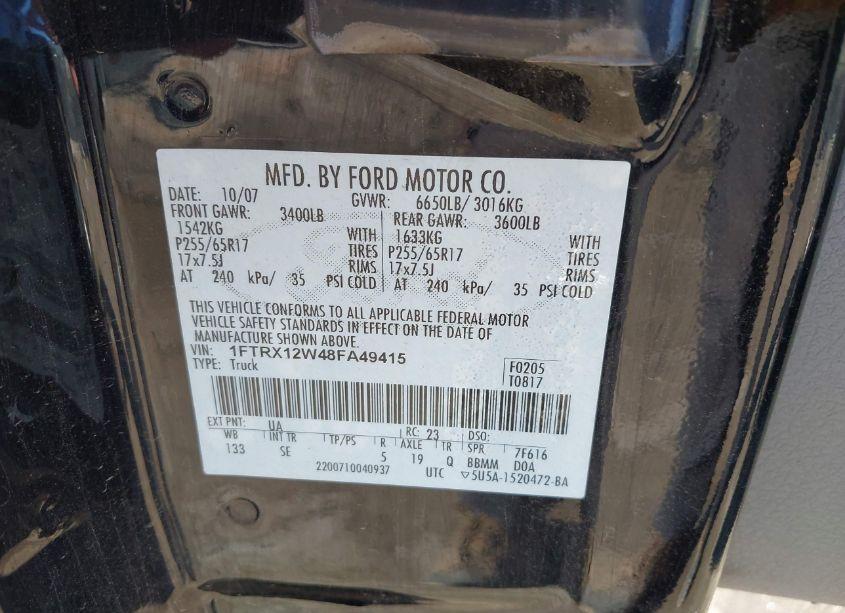 MFD. BY FORD MOTOR CO.
DATE: 10/07 GVWR: 6650LB/ 3016KG
FRONT GAWR: 3400LB REAR GAWR: 3600LB
1542KG WITH 1633KG WITH
P255/65R17 TIRES P255/65R17 TIRES
17x7.5J RIMS 17x7.5J RIMS
AT 240 kPa/ 35 PSI COLD AT 240 kPa/ 35 PSI COLD
THIS VEHICLE CONFORMS TO ALL APPLICABLE FEDERAL MOTOR
VEHICLE SAFETY STANDARDS IN EFFECT ON THE DATE OF
MANUFACTURE SHOWN ABOVE.
VIN: 1FTRX12W48FA49415 F0205
TYPE: Truck T0817
EXT PNT: UA RC: 23 DSO:
WB INT TR TP/PS R AXLE TR SPR 7F616
133 SE 5 19 Q BBMM DOA
2200710040937 UTC ▽5U5A-1520472-BA